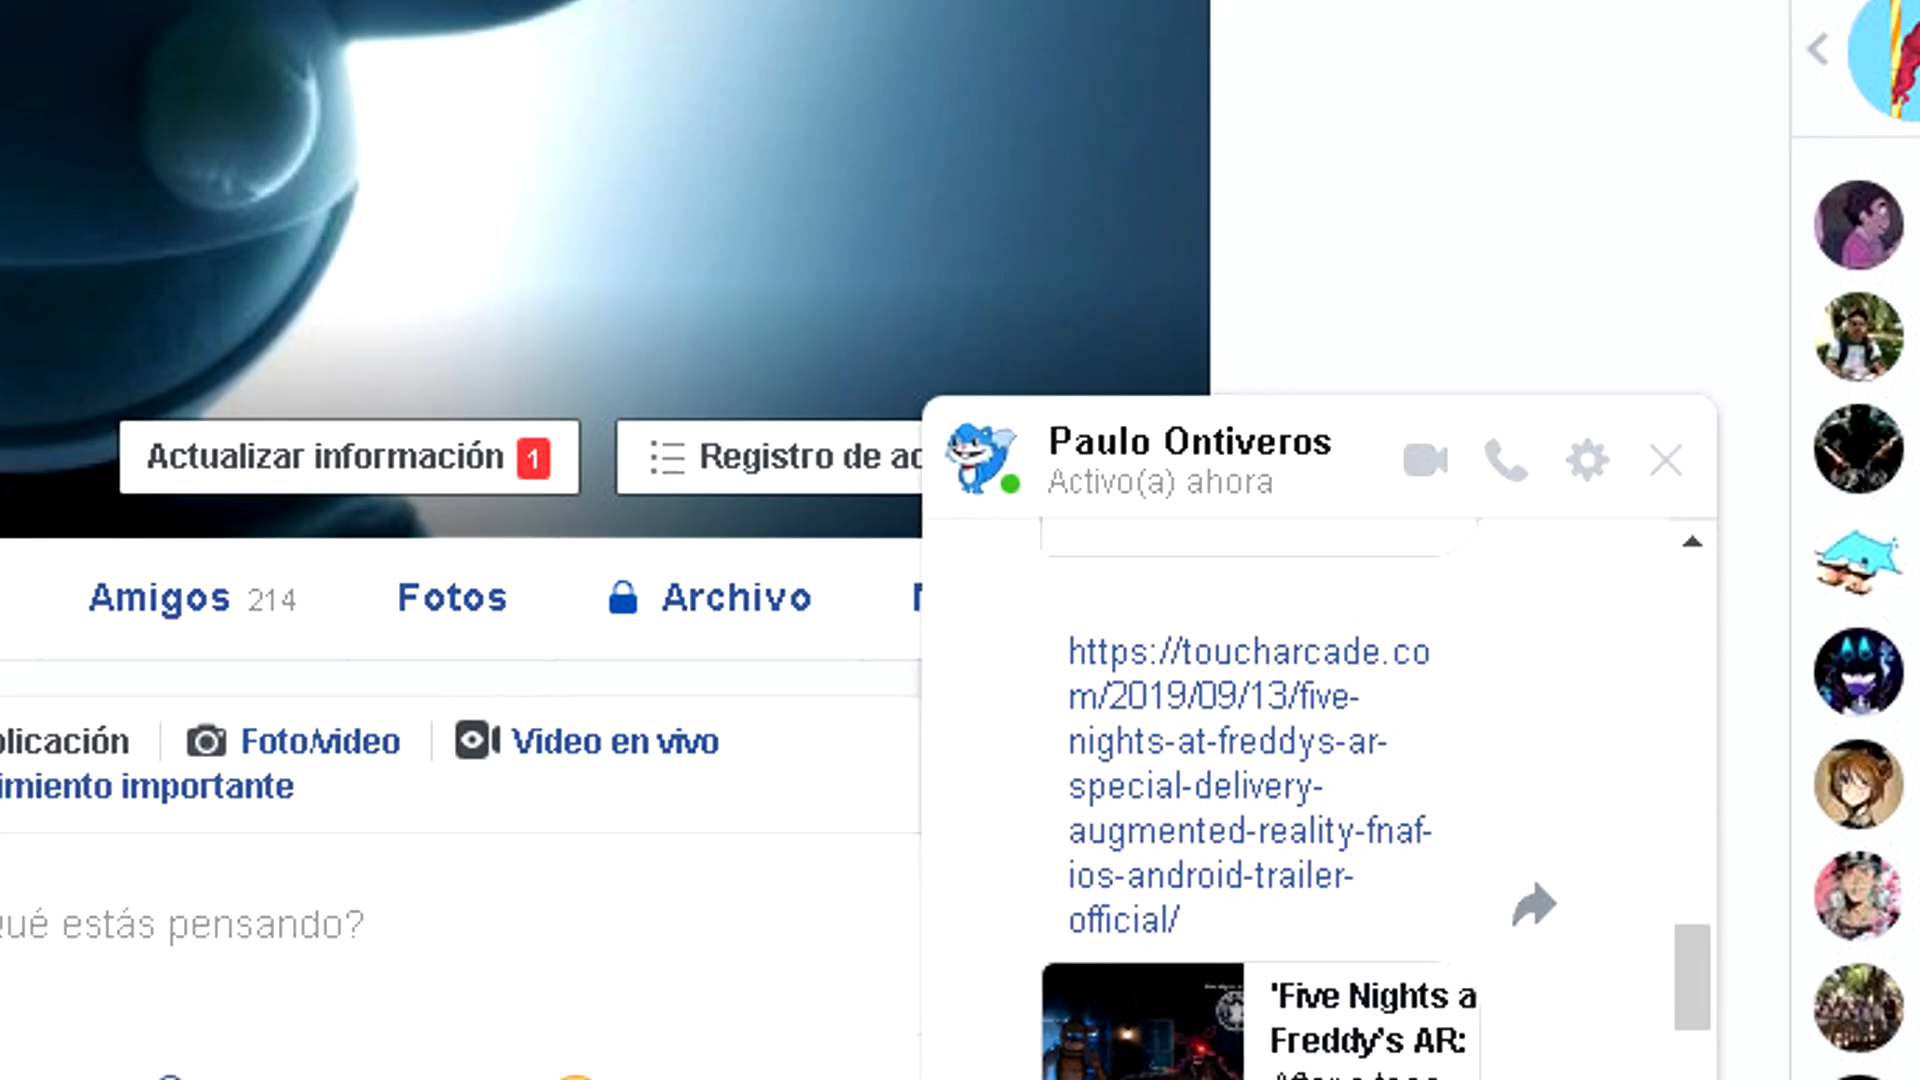 Actualizar información 1
Registro de ac
Paulo Ontiveros
Activo(a) ahora
Amigos 214
Fotos
Archivo
https://toucharcade.co
m/2019/09/13/five-
nights-at-freddys-ar-
special-delivery-
augmented-reality-fnaf-
ios-android-trailer-
official/
blicación
Foto/video
Video en vivo
imiento importante
Qué estás pensando?
'Five Nights a
Freddy's AR: